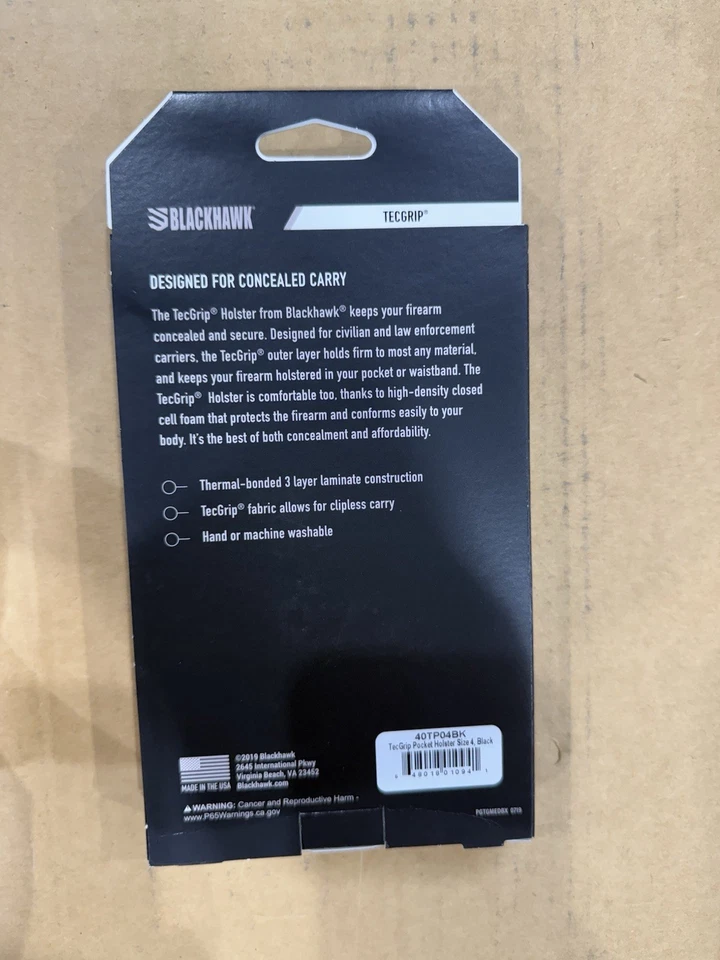 BLACKHAWK
TECGRIP®
DESIGNED FOR CONCEALED CARRY
The TecGrip® Holster from Blackhawk® keeps your firearm
concealed and secure. Designed for civilian and law enforcement
carriers, the TecGrip® outer layer holds firm to most any material,
and keeps your firearm holstered in your pocket or waistband. The
TecGrip® Holster is comfortable too, thanks to high-density closed
cell foam that protects the firearm and conforms easily to your
body. It's the best of both concealment and affordability.
Thermal-bonded 3 layer laminate construction
TecGrip® fabric allows for clipless carry
Hand or machine washable
40TP04BK
TecGrip Pocket Holster Size 4, Black
©2019 Blackhawk
2645 International Pkwy
Virginia Beach, VA 23452
Blackhawk.com
MADE IN THE USA
WARNING: Cancer and Reproductive Harm -
www.P65Warnings.ca.gov